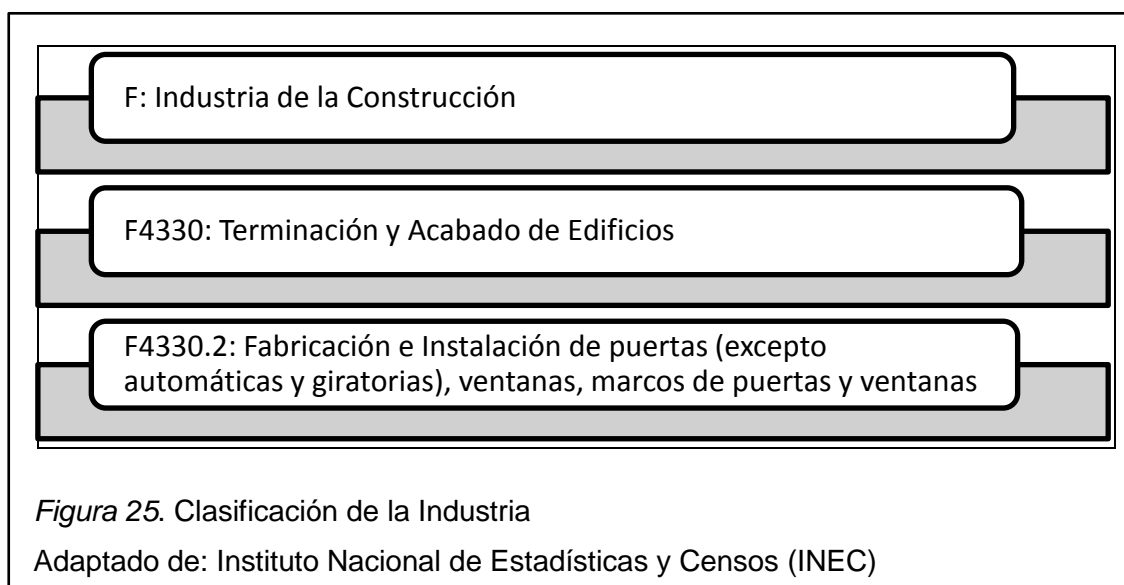 F: Industria de la Construcción
F4330: Terminación y Acabado de Edificios
F4330.2: Fabricación e Instalación de puertas (excepto
automáticas y giratorias), ventanas, marcos de puertas y ventanas
Figura 25. Clasificación de la Industria
Adaptado de: Instituto Nacional de Estadísticas y Censos (INEC)